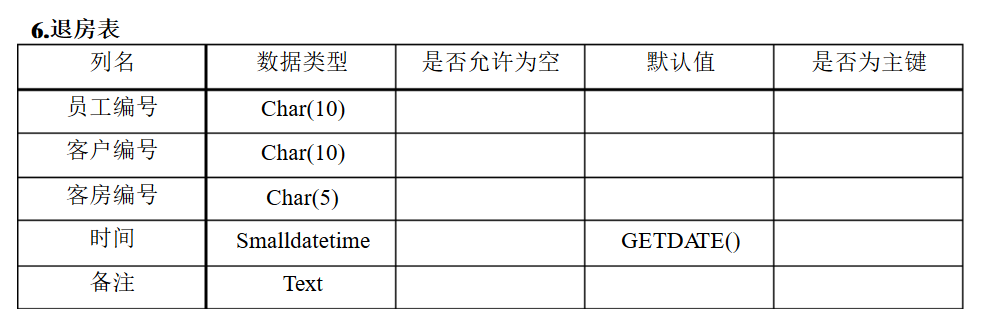 6.退房表
列名 数据类型 是否允许为空 默认值 是否为主键
员工编号 Char(10)
客户编号 Char(10)
客房编号 Char(5)
时间 Smalldatetime GETDATE()
备注 Text